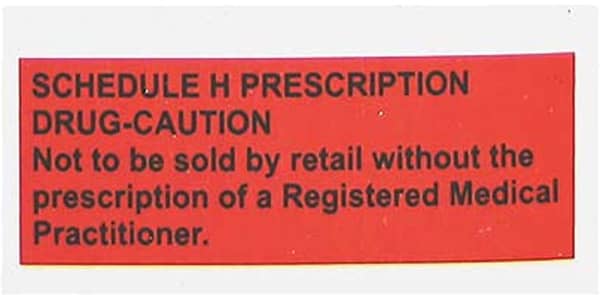 SCHEDULE H PRESCRIPTION
DRUG-CAUTION
Not to be sold by retail without the
prescription of a Registered Medical
Practitioner.